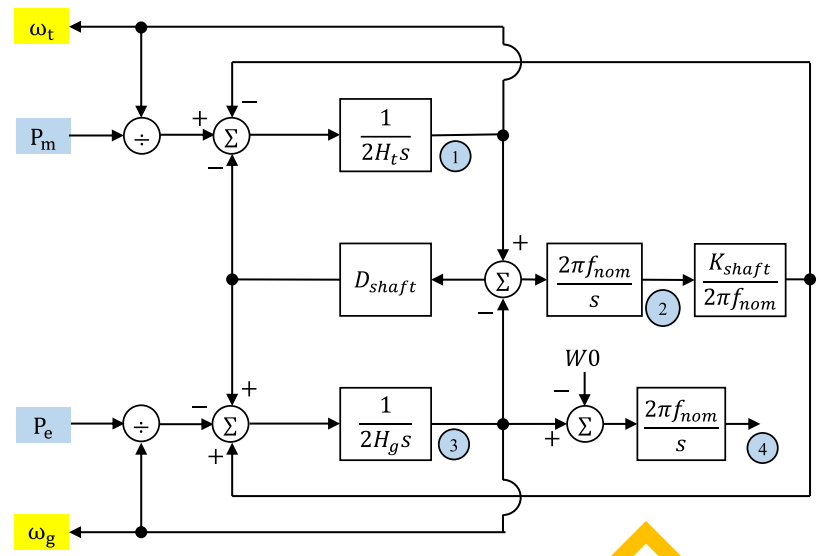 ωt
− 
+
Pm
÷
Σ
1
2Hts
1
−
+
Dshaft
Σ
2πfnom
s
2
Kshaft
2πfnom
−
W0
+
−
−
Pe
÷
Σ
1
2Hgs
3
+
Σ
2πfnom
s
4
+
ωg